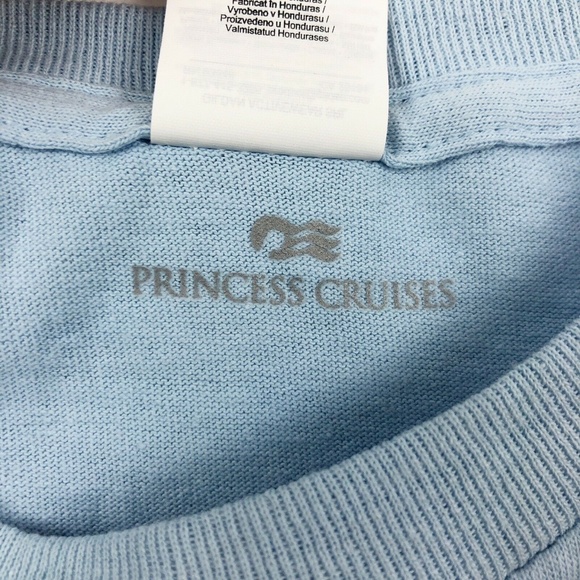 Fabricat în Honduras /
Vyrobeno v Hondurasu /
Proizvedeno u Hondurasu /
Valmistatud Hondurases
PRINCESS CRUISES